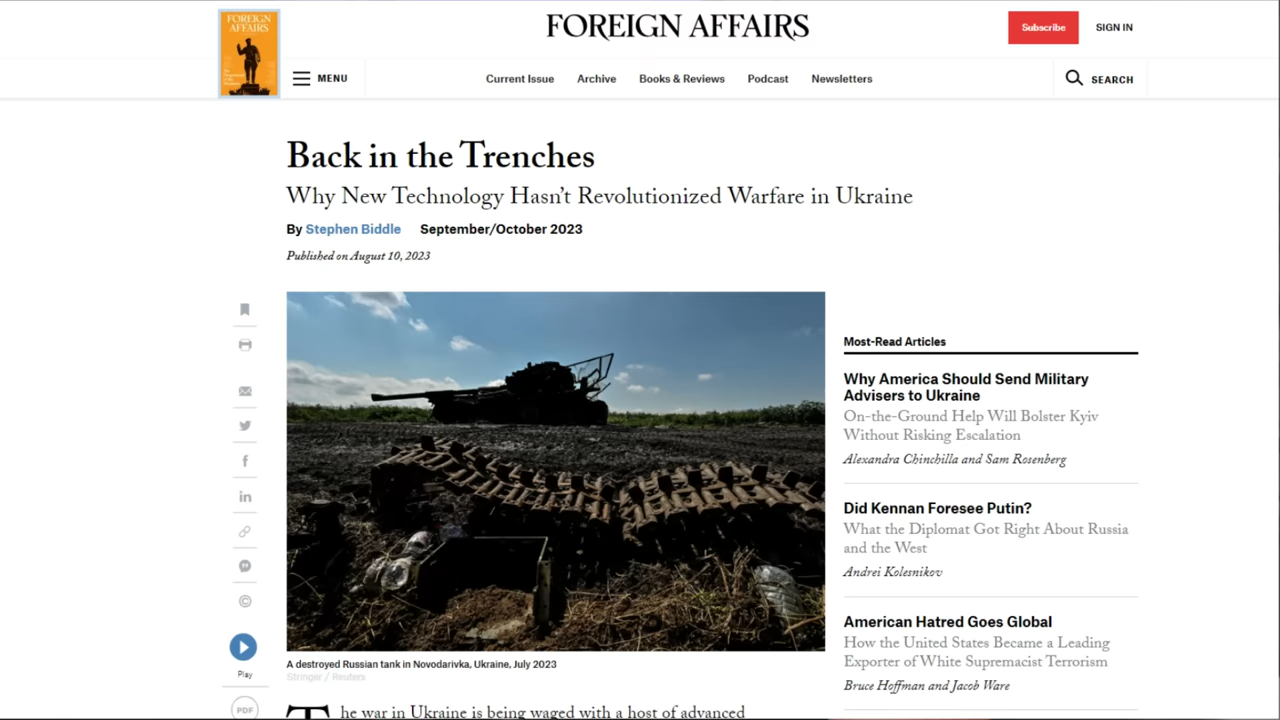 FOREIGN
AFFAIRS
FOREIGN AFFAIRS
Subscribe
SIGN IN
MENU
Current Issue
Archive
Books & Reviews
Podcast
Newsletters
SEARCH
Back in the Trenches
Why New Technology Hasn't Revolutionized Warfare in Ukraine
By Stephen Biddle September/October 2023
Published on August 10, 2023
Play
PDF
A destroyed Russian tank in Novodarivka, Ukraine, July 2023
Stringer / Reuters
The war in Ukraine is being waged with a host of advanced
Most-Read Articles
Why America Should Send Military
Advisers to Ukraine
On-the-Ground Help Will Bolster Kyiv
Without Risking Escalation
Alexandra Chinchilla and Sam Rosenberg
Did Kennan Foresee Putin?
What the Diplomat Got Right About Russia
and the West
Andrei Kolesnikov
American Hatred Goes Global
How the United States Became a Leading
Exporter of White Supremacist Terrorism
Bruce Hoffman and Jacob Ware